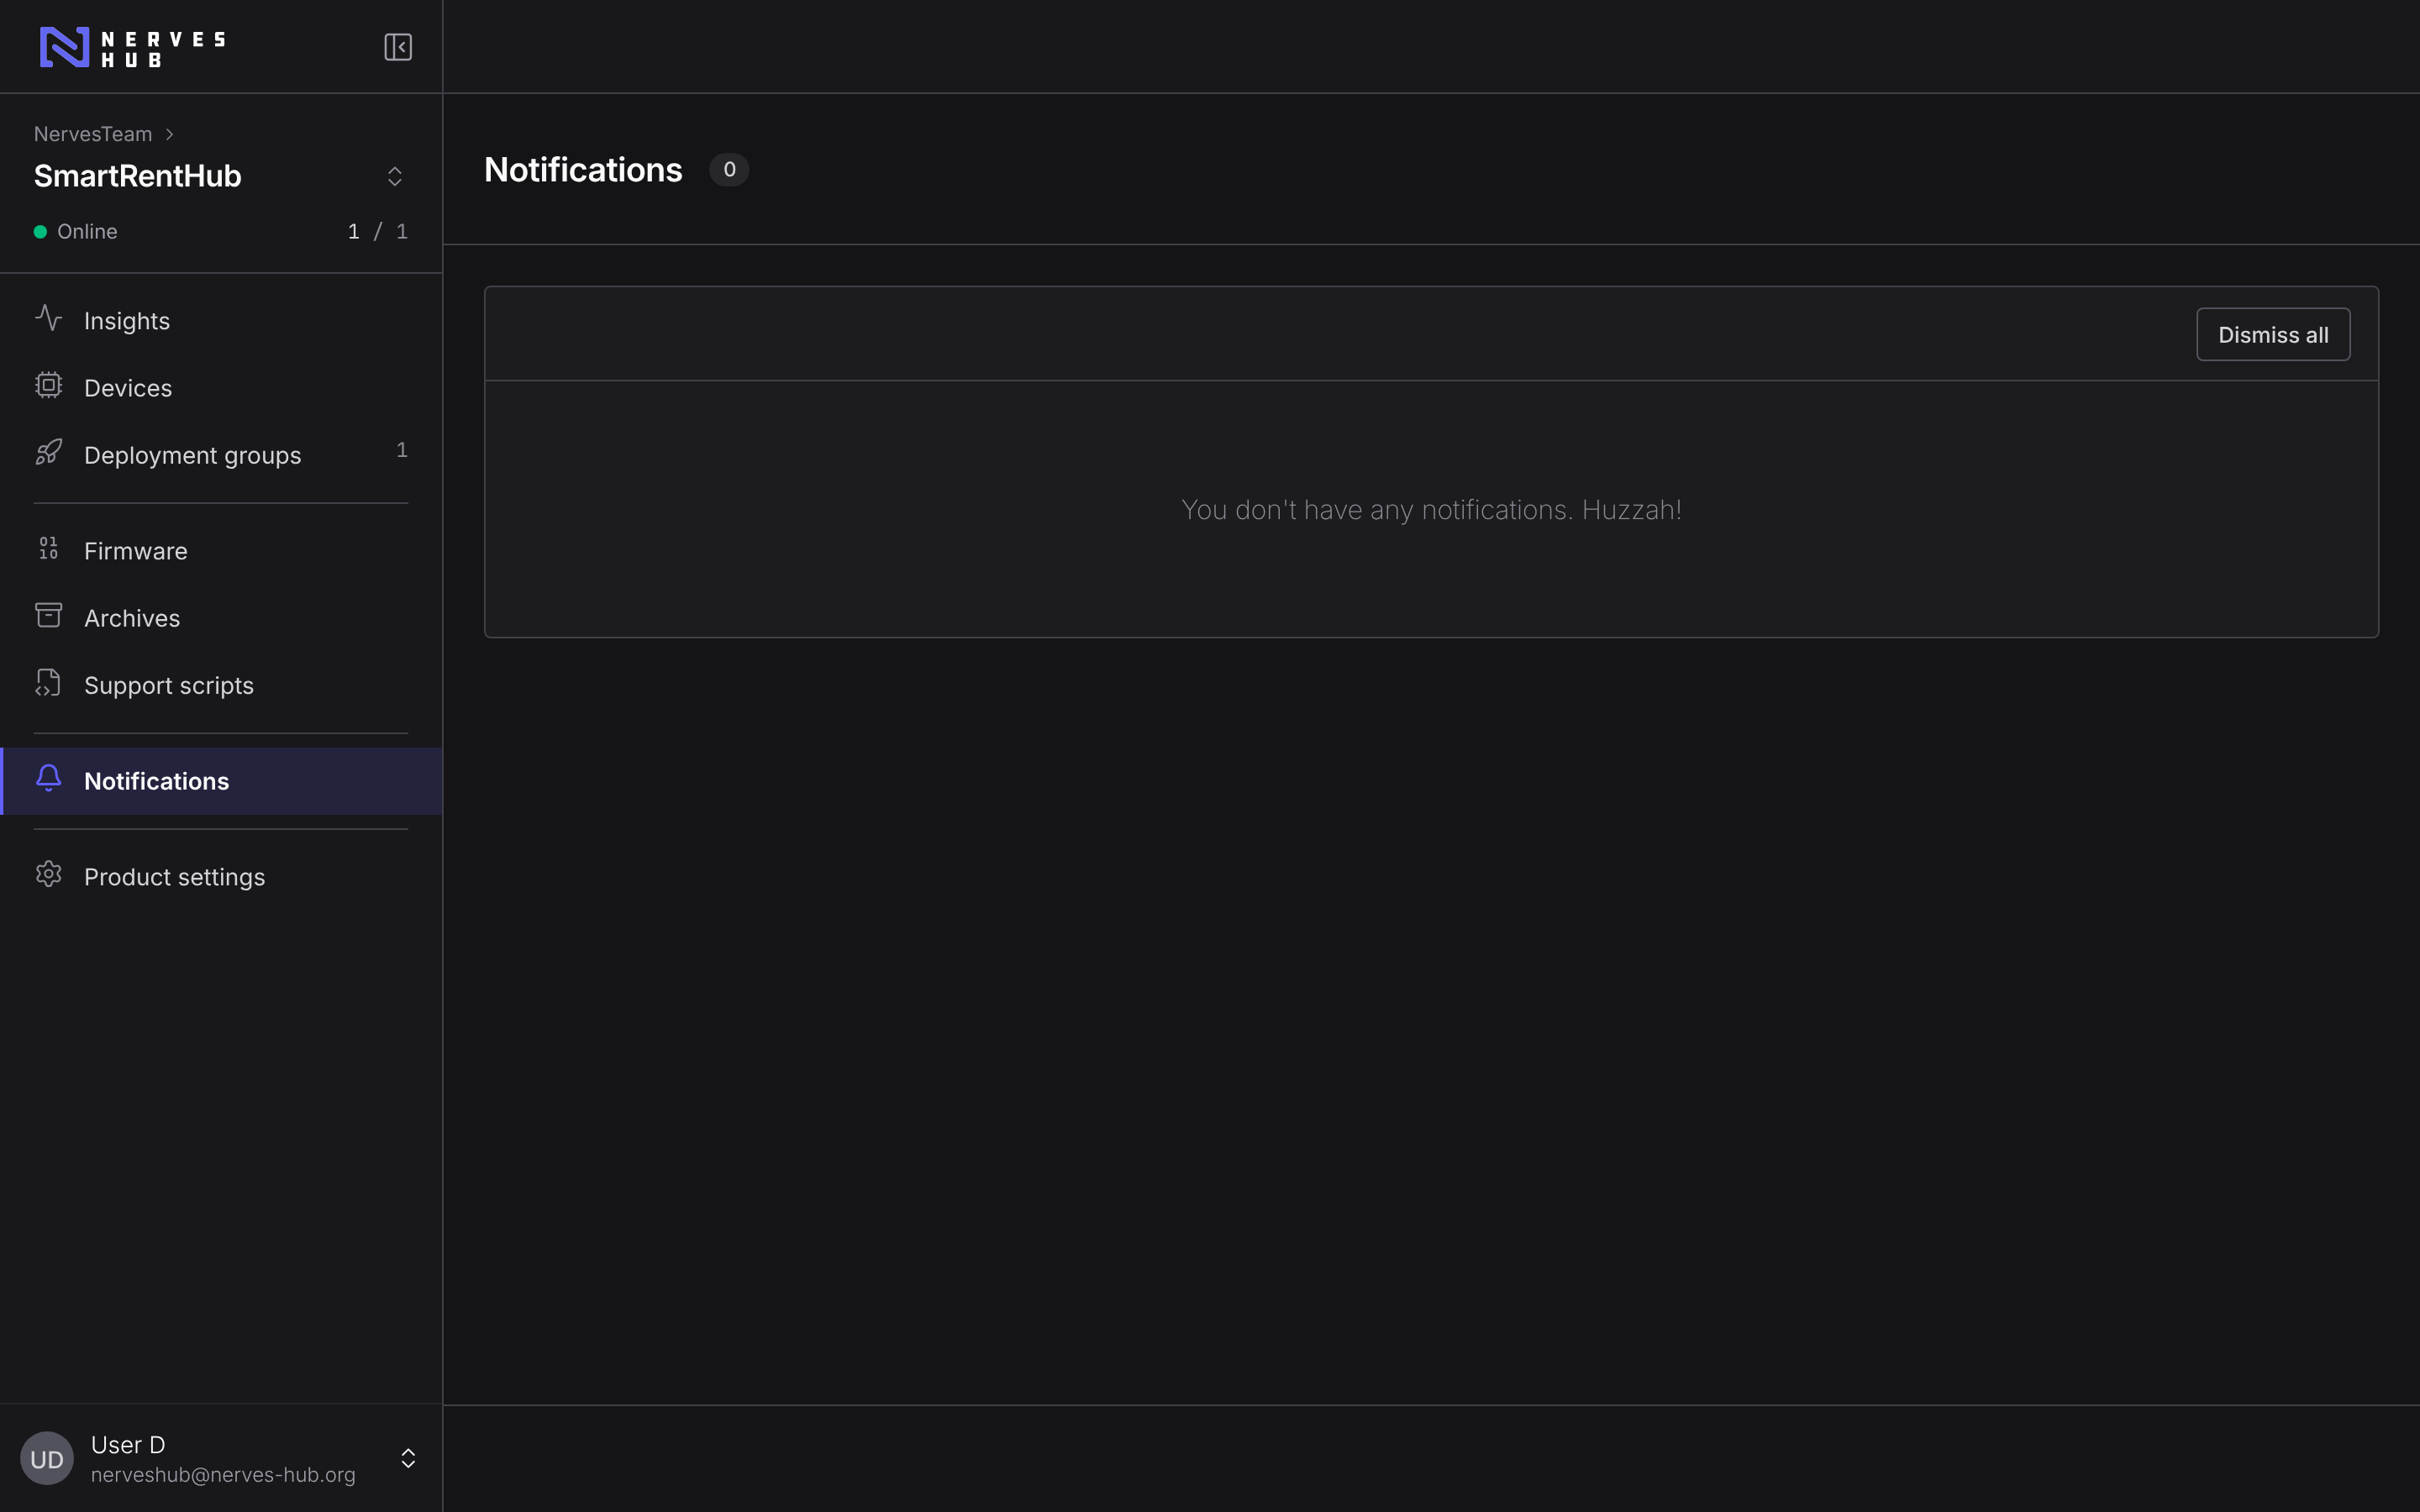 NERVES
HUB
NervesTeam
SmartRentHub
Online 1 / 1
Insights
Devices
Deployment groups 1
Firmware
Archives
Support scripts
Notifications
Product settings
UD
User D
nerveshub@nerves-hub.org
Notifications 0
Dismiss all
You don't have any notifications. Huzzah!